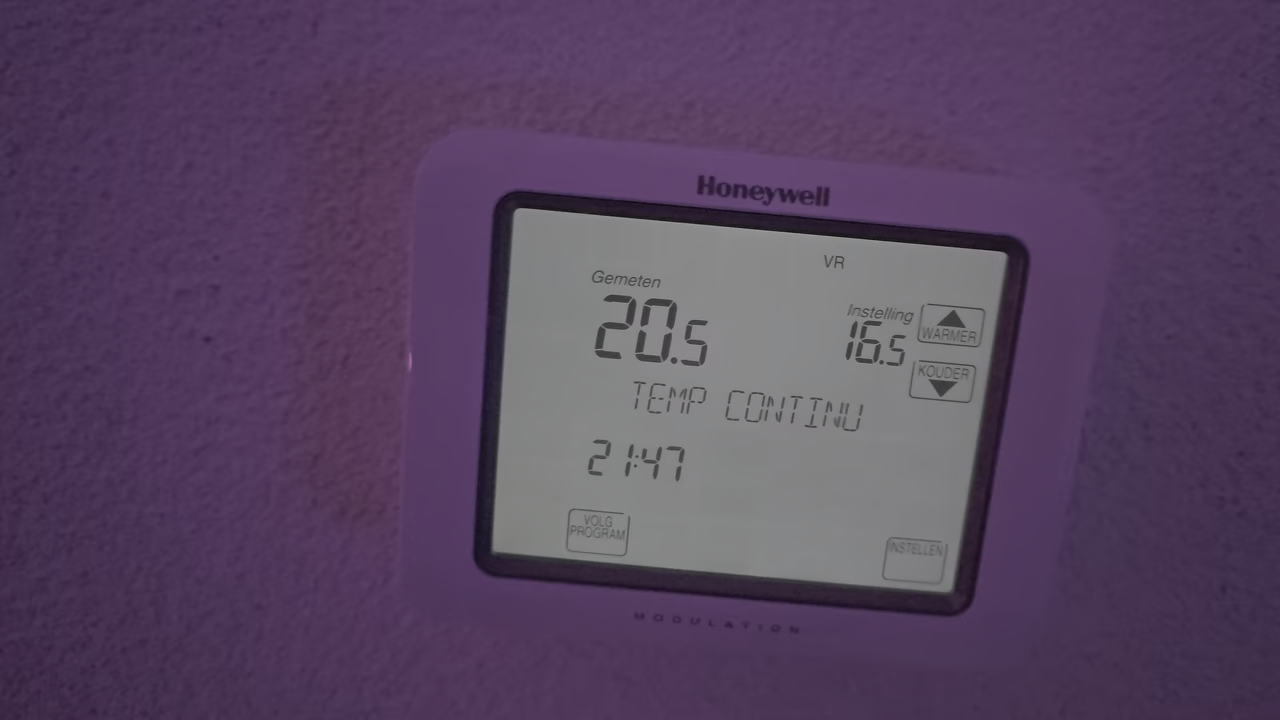 Honeywell
VR
Gemeten
20.5
Instelling
16.5
WARMER
KOUDER
TEMP CONTINU
21:47
VOLG
PROGRAM
INSTELLEN
MODULATION